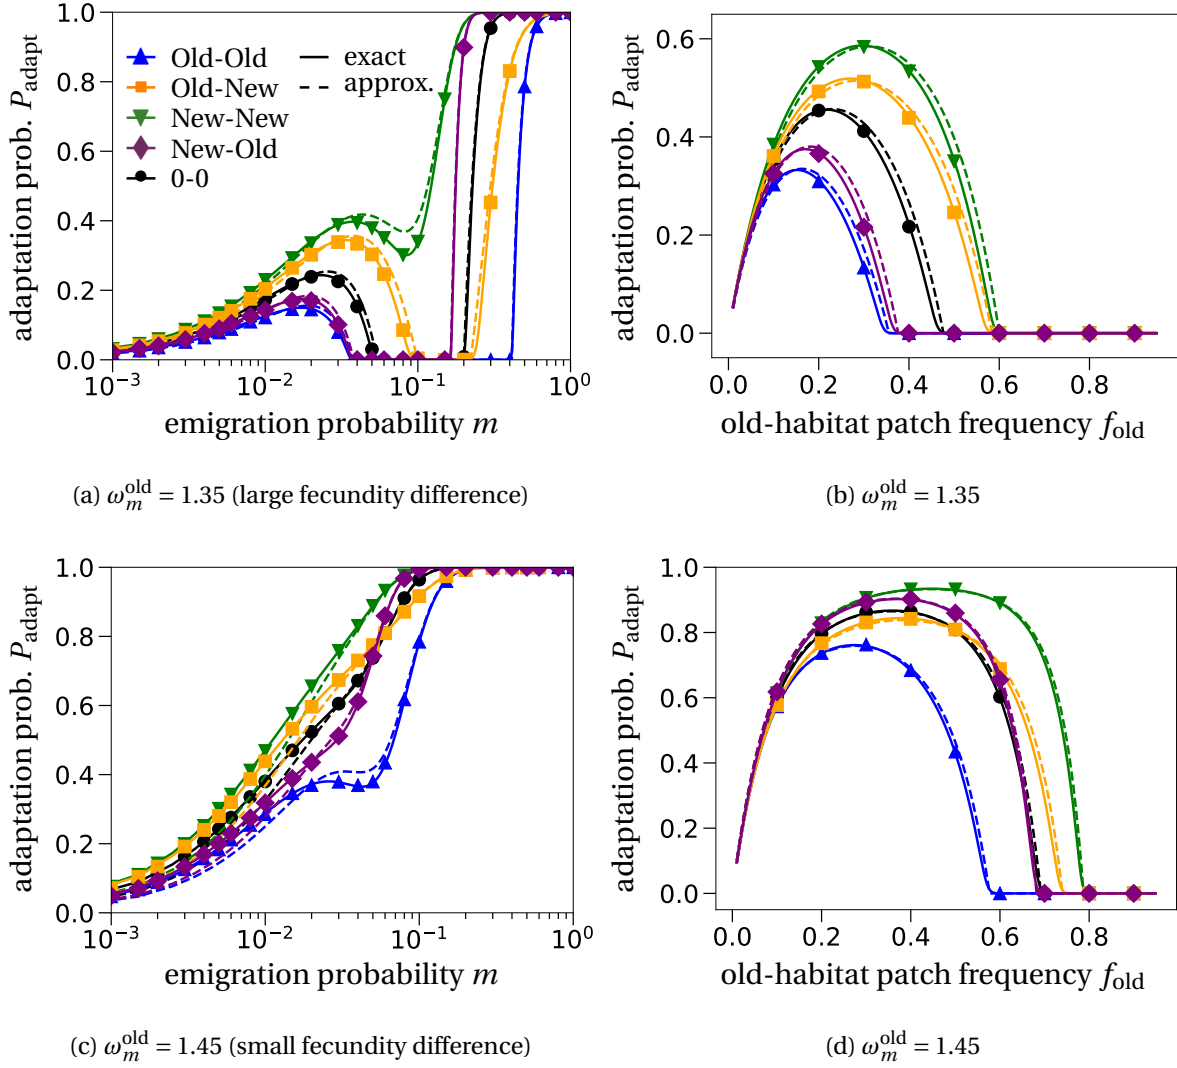 adaptation prob. P_adapt
1.0
0.8
0.6
0.4
0.2
0.0
Old-Old
Old-New
New-New
New-Old
0-0
exact
approx.
10^−3
10^−2
10^−1
10^0
emigration probability m
(a) ω_m^old = 1.35 (large fecundity difference)
adaptation prob. P_adapt
0.6
0.4
0.2
0.0
0.0
0.2
0.4
0.6
0.8
old-habitat patch frequency f_old
(b) ω_m^old = 1.35
adaptation prob. P_adapt
1.0
0.8
0.6
0.4
0.2
0.0
10^−3
10^−2
10^−1
10^0
emigration probability m
(c) ω_m^old = 1.45 (small fecundity difference)
adaptation prob. P_adapt
1.0
0.8
0.6
0.4
0.2
0.0
0.0
0.2
0.4
0.6
0.8
old-habitat patch frequency f_old
(d) ω_m^old = 1.45